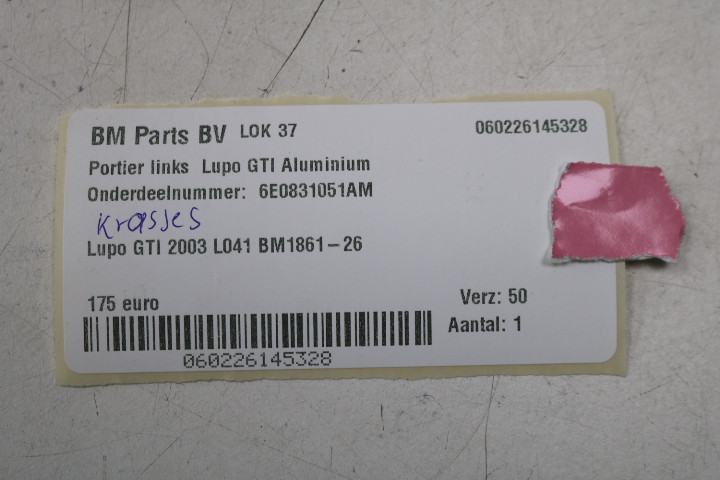 BM Parts BV LOK 37 060226145328
Portier links Lupo GTI Aluminium
Onderdeelnummer: 6E0831051AM
Krasjes
Lupo GTI 2003 L041 BM1861-26
175 euro Verz: 50
Aantal: 1
060226145328